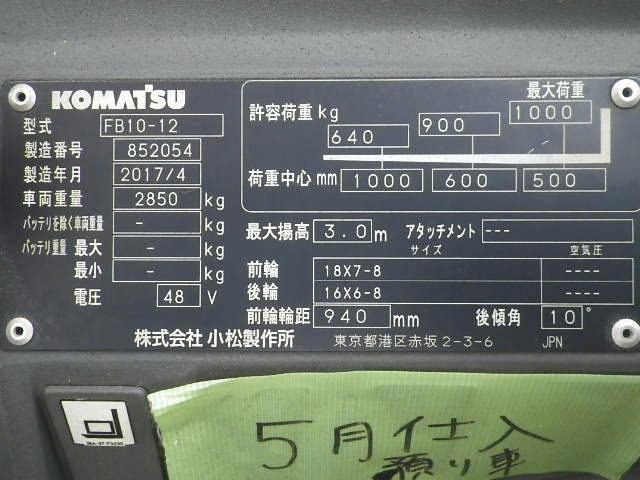 KOMATSU
型式 FB10-12
製造番号 852054
製造年月 2017/4
車両重量 2850 kg
バッテリを除く車両重量 - kg
バッテリ重量 最大 - kg
最小 - kg
電圧 48 V
最大荷重
許容荷重 kg 640 900 1000
荷重中心 mm 1000 600 500
最大揚高 3.0 m アタッチメント ---
サイズ 空気圧
前輪 18X7-8 ----
後輪 16X6-8 ----
前輪輪距 940 mm 後傾角 10°
株式会社 小松製作所 東京都港区赤坂 2-3-6 JPN
5月仕入
預り車